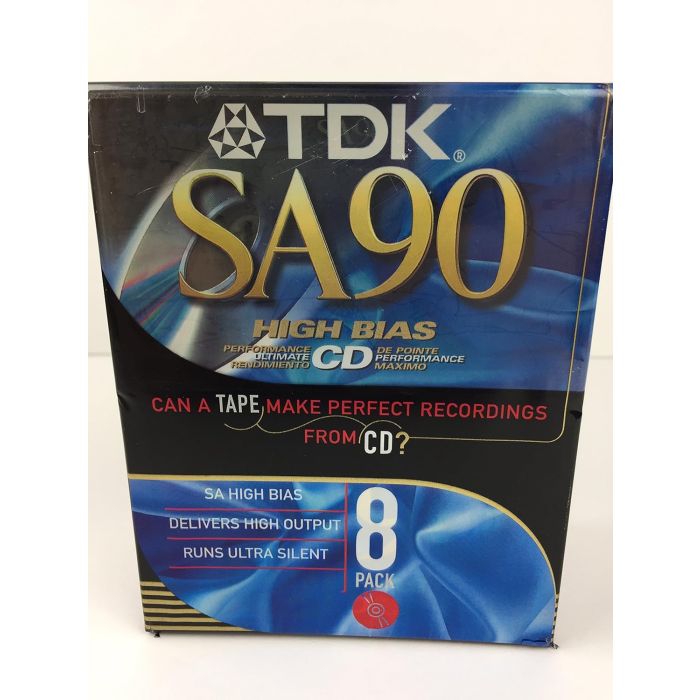 TDK®
SA90
HIGH BIAS
PERFORMANCE DE POINTE
ULTIMATE CD PERFORMANCE
RENDIMIENTO MAXIMO
CAN A TAPE MAKE PERFECT RECORDINGS
FROM CD?
SA HIGH BIAS
DELIVERS HIGH OUTPUT
RUNS ULTRA SILENT
8
PACK